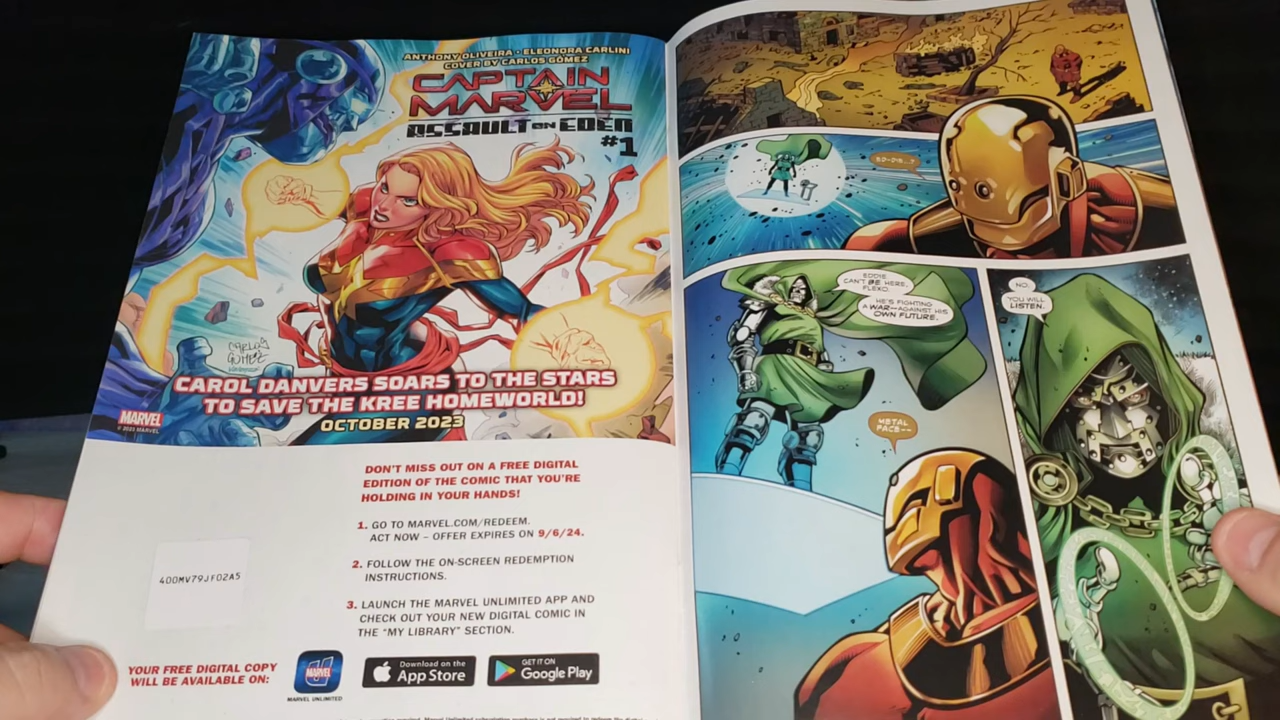 ANTHONY OLIVEIRA • ELEONORA CARLINI
COVER BY CARLOS GÓMEZ
CAPTAIN
MARVEL
ASSAULT ON EDEN
#1
CARLOS
GOMEZ
CAROL DANVERS SOARS TO THE STARS
TO SAVE THE KREE HOMEWORLD!
OCTOBER 2023
MARVEL
© 2023 MARVEL
DON'T MISS OUT ON A FREE DIGITAL
EDITION OF THE COMIC THAT YOU'RE
HOLDING IN YOUR HANDS!
1. GO TO MARVEL.COM/REDEEM.
ACT NOW – OFFER EXPIRES ON 9/6/24.
2. FOLLOW THE ON-SCREEN REDEMPTION
INSTRUCTIONS.
3. LAUNCH THE MARVEL UNLIMITED APP AND
CHECK OUT YOUR NEW DIGITAL COMIC IN
THE "MY LIBRARY" SECTION.
400MV79JF02A5
YOUR FREE DIGITAL COPY
WILL BE AVAILABLE ON:
MARVEL
U
MARVEL UNLIMITED
Download on the
App Store
GET IT ON
Google Play
EDDIE
CAN'T BE HERE,
FLEXO.
HE'S FIGHTING
A WAR--AGAINST HIS
OWN FUTURE.
METAL
FACE--
NO.
YOU WILL
LISTEN.